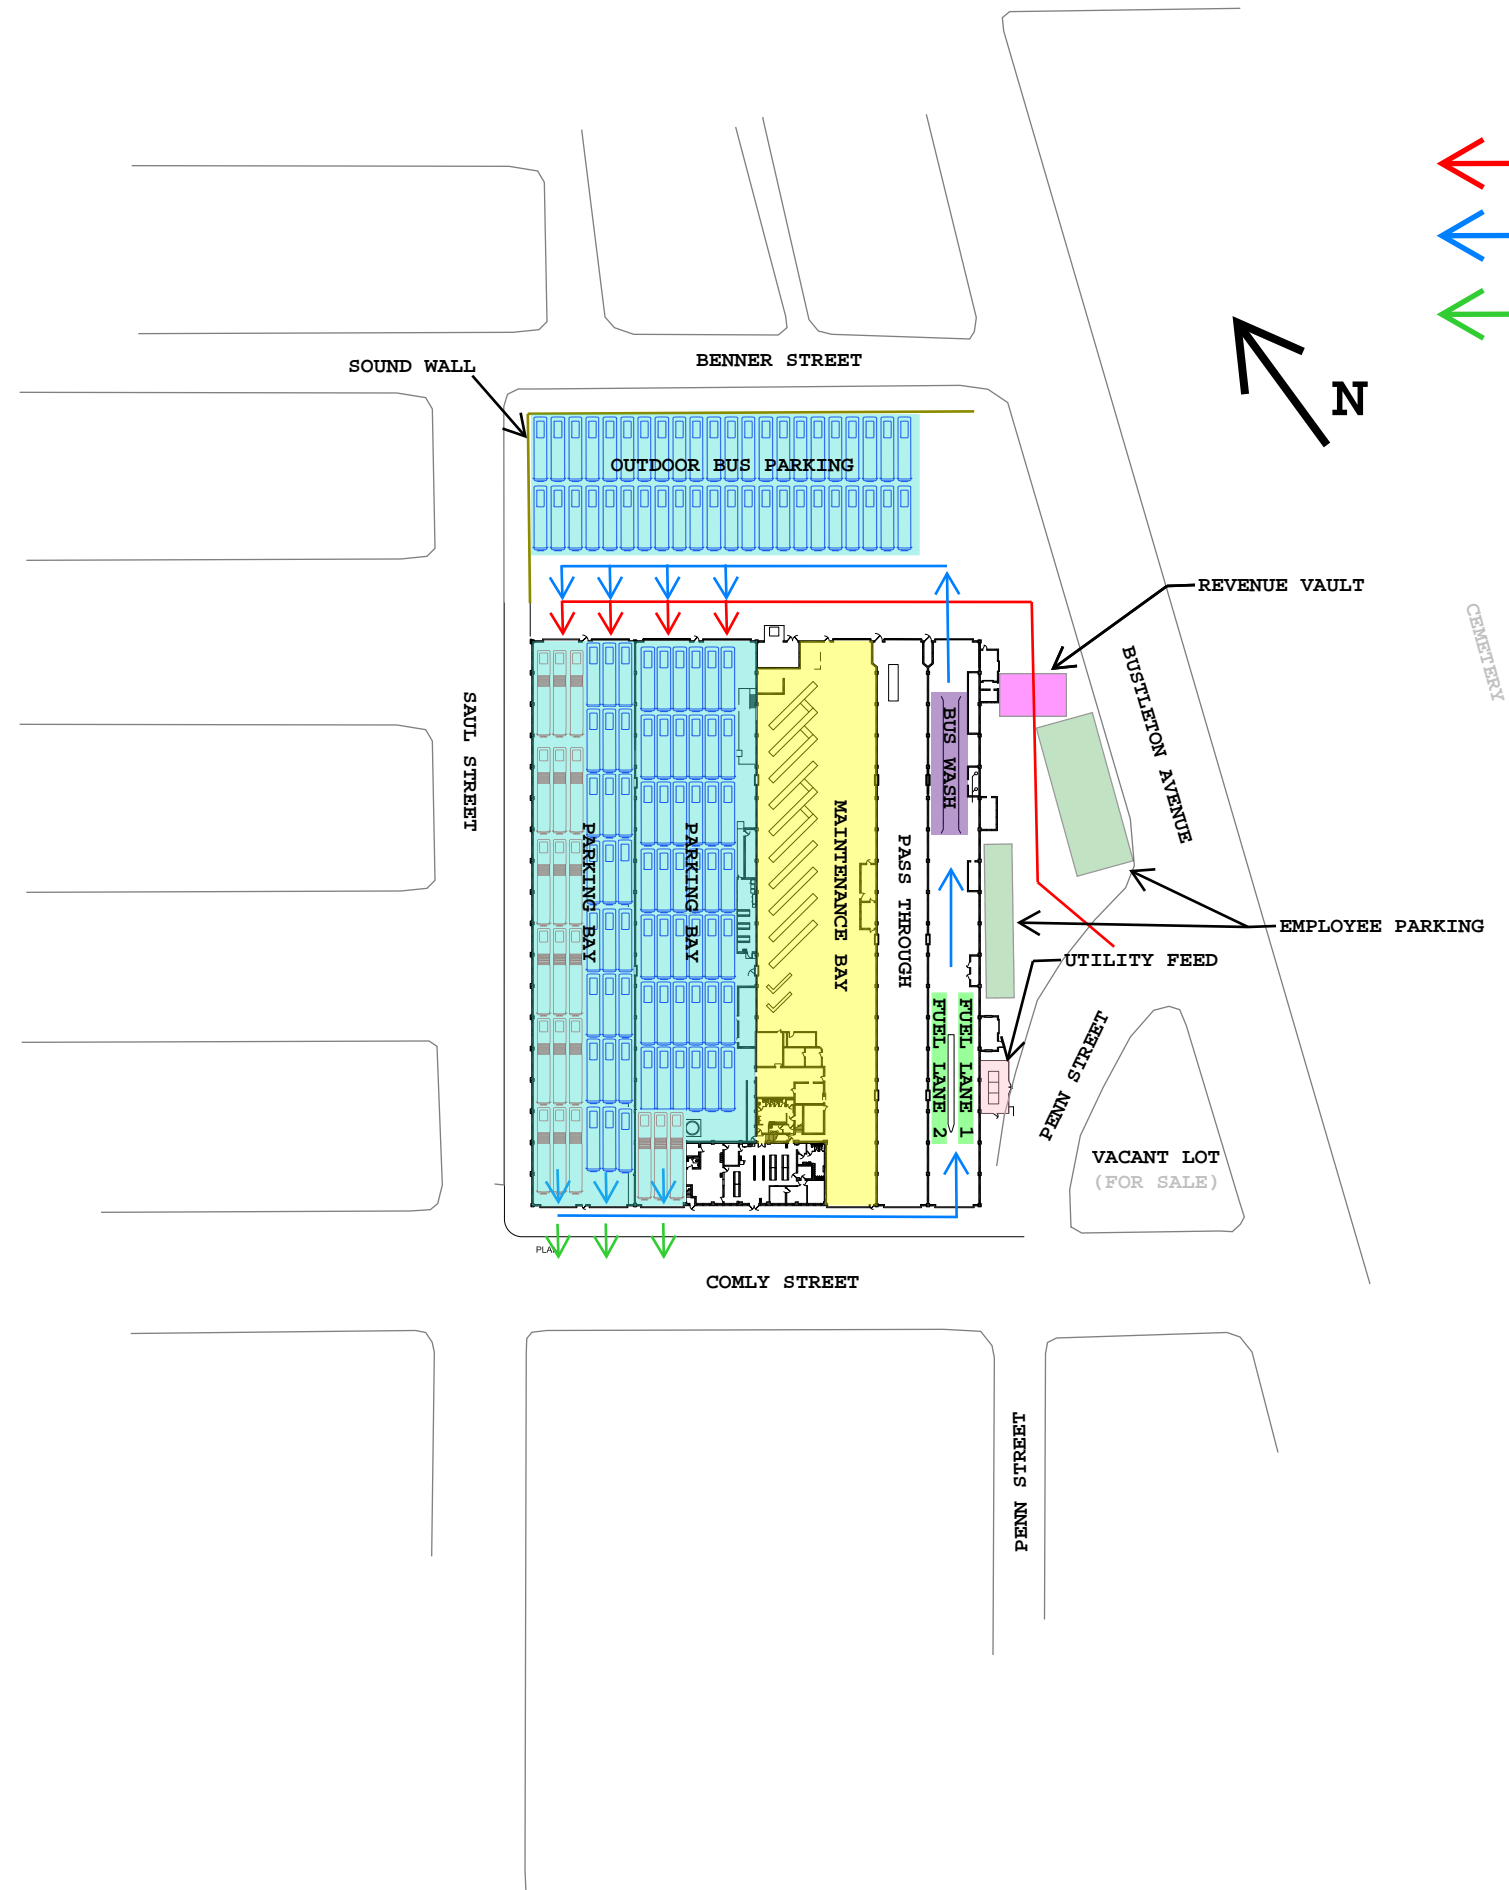 BENNER STREET
SOUND WALL
N
OUTDOOR BUS PARKING
REVENUE VAULT
CEMETERY
BUSTLETON AVENUE
SAUL STREET
BUS WASH
PARKING BAY
PARKING BAY
MAINTENANCE BAY
PASS THROUGH
EMPLOYEE PARKING
UTILITY FEED
FUEL LANE 2
FUEL LANE 1
PENN STREET
VACANT LOT
(FOR SALE)
COMLY STREET
PENN STREET